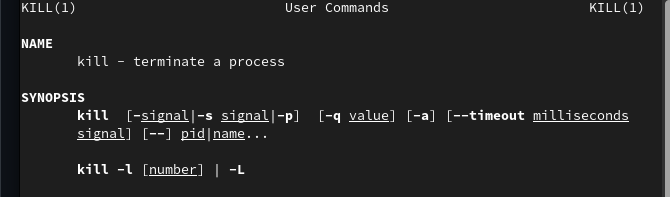 KILL(1) User Commands KILL(1)
NAME
kill - terminate a process
SYNOPSIS
kill [-signal|-s signal|-p] [-q value] [-a] [--timeout milliseconds
signal] [--] pid|name...
kill -l [number] | -L